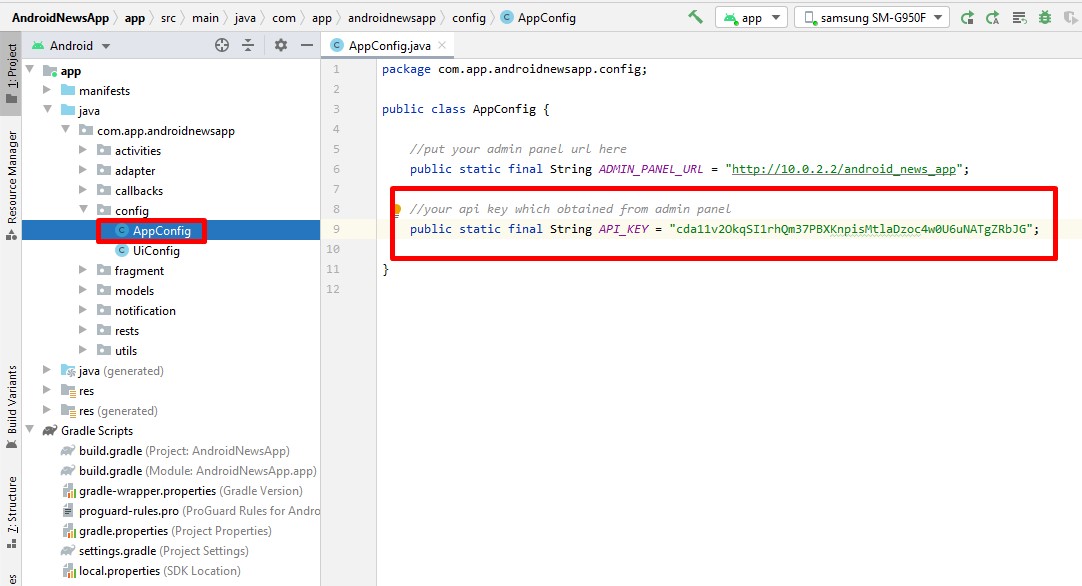 AndroidNewsApp app src main java com app androidnewsapp config AppConfig
app samsung SM-G950F
1: Project
Resource Manager
Build Variants
7: Structure
es
Android
app
manifests
java
com.app.androidnewsapp
activities
adapter
callbacks
config
AppConfig
UiConfig
fragment
models
notification
rests
utils
java (generated)
res
res (generated)
Gradle Scripts
build.gradle (Project: AndroidNewsApp)
build.gradle (Module: AndroidNewsApp.app)
gradle-wrapper.properties (Gradle Version)
proguard-rules.pro (ProGuard Rules for Andro
gradle.properties (Project Properties)
settings.gradle (Project Settings)
local.properties (SDK Location)
AppConfig.java
1 package com.app.androidnewsapp.config;
2
3 public class AppConfig {
4
5 //put your admin panel url here
6 public static final String ADMIN_PANEL_URL = "http://10.0.2.2/android_news_app";
7
8 //your api key which obtained from admin panel
9 public static final String API_KEY = "cda11v2OkqSI1rhQm37PBXKnpisMtlaDzoc4w0U6uNATgZRbJG";
10
11 }
12